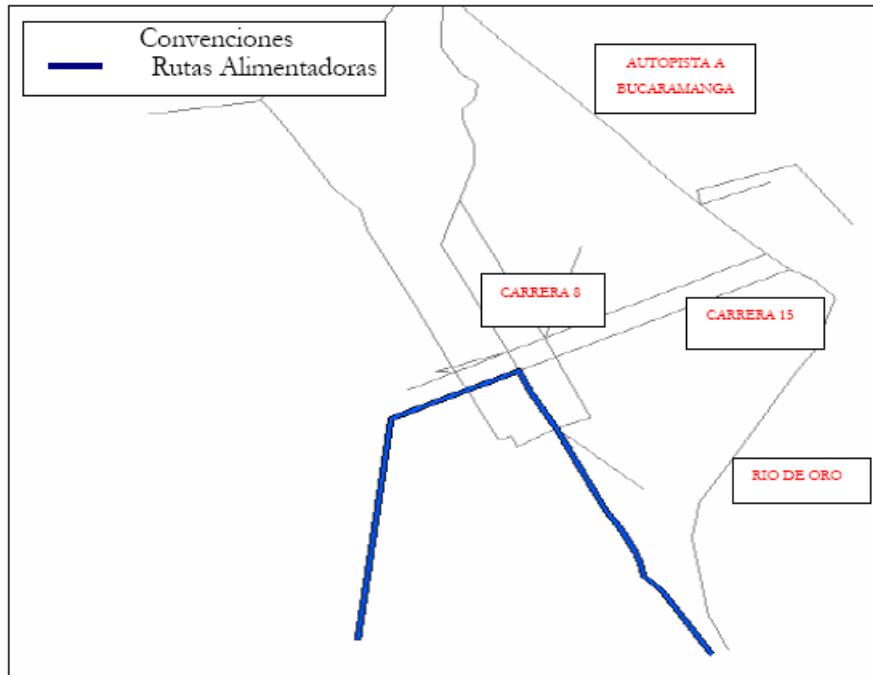 Convenciones
Rutas Alimentadoras
AUTOPISTA A
BUCARAMANGA
CARRERA 8
CARRERA 15
RIO DE ORO